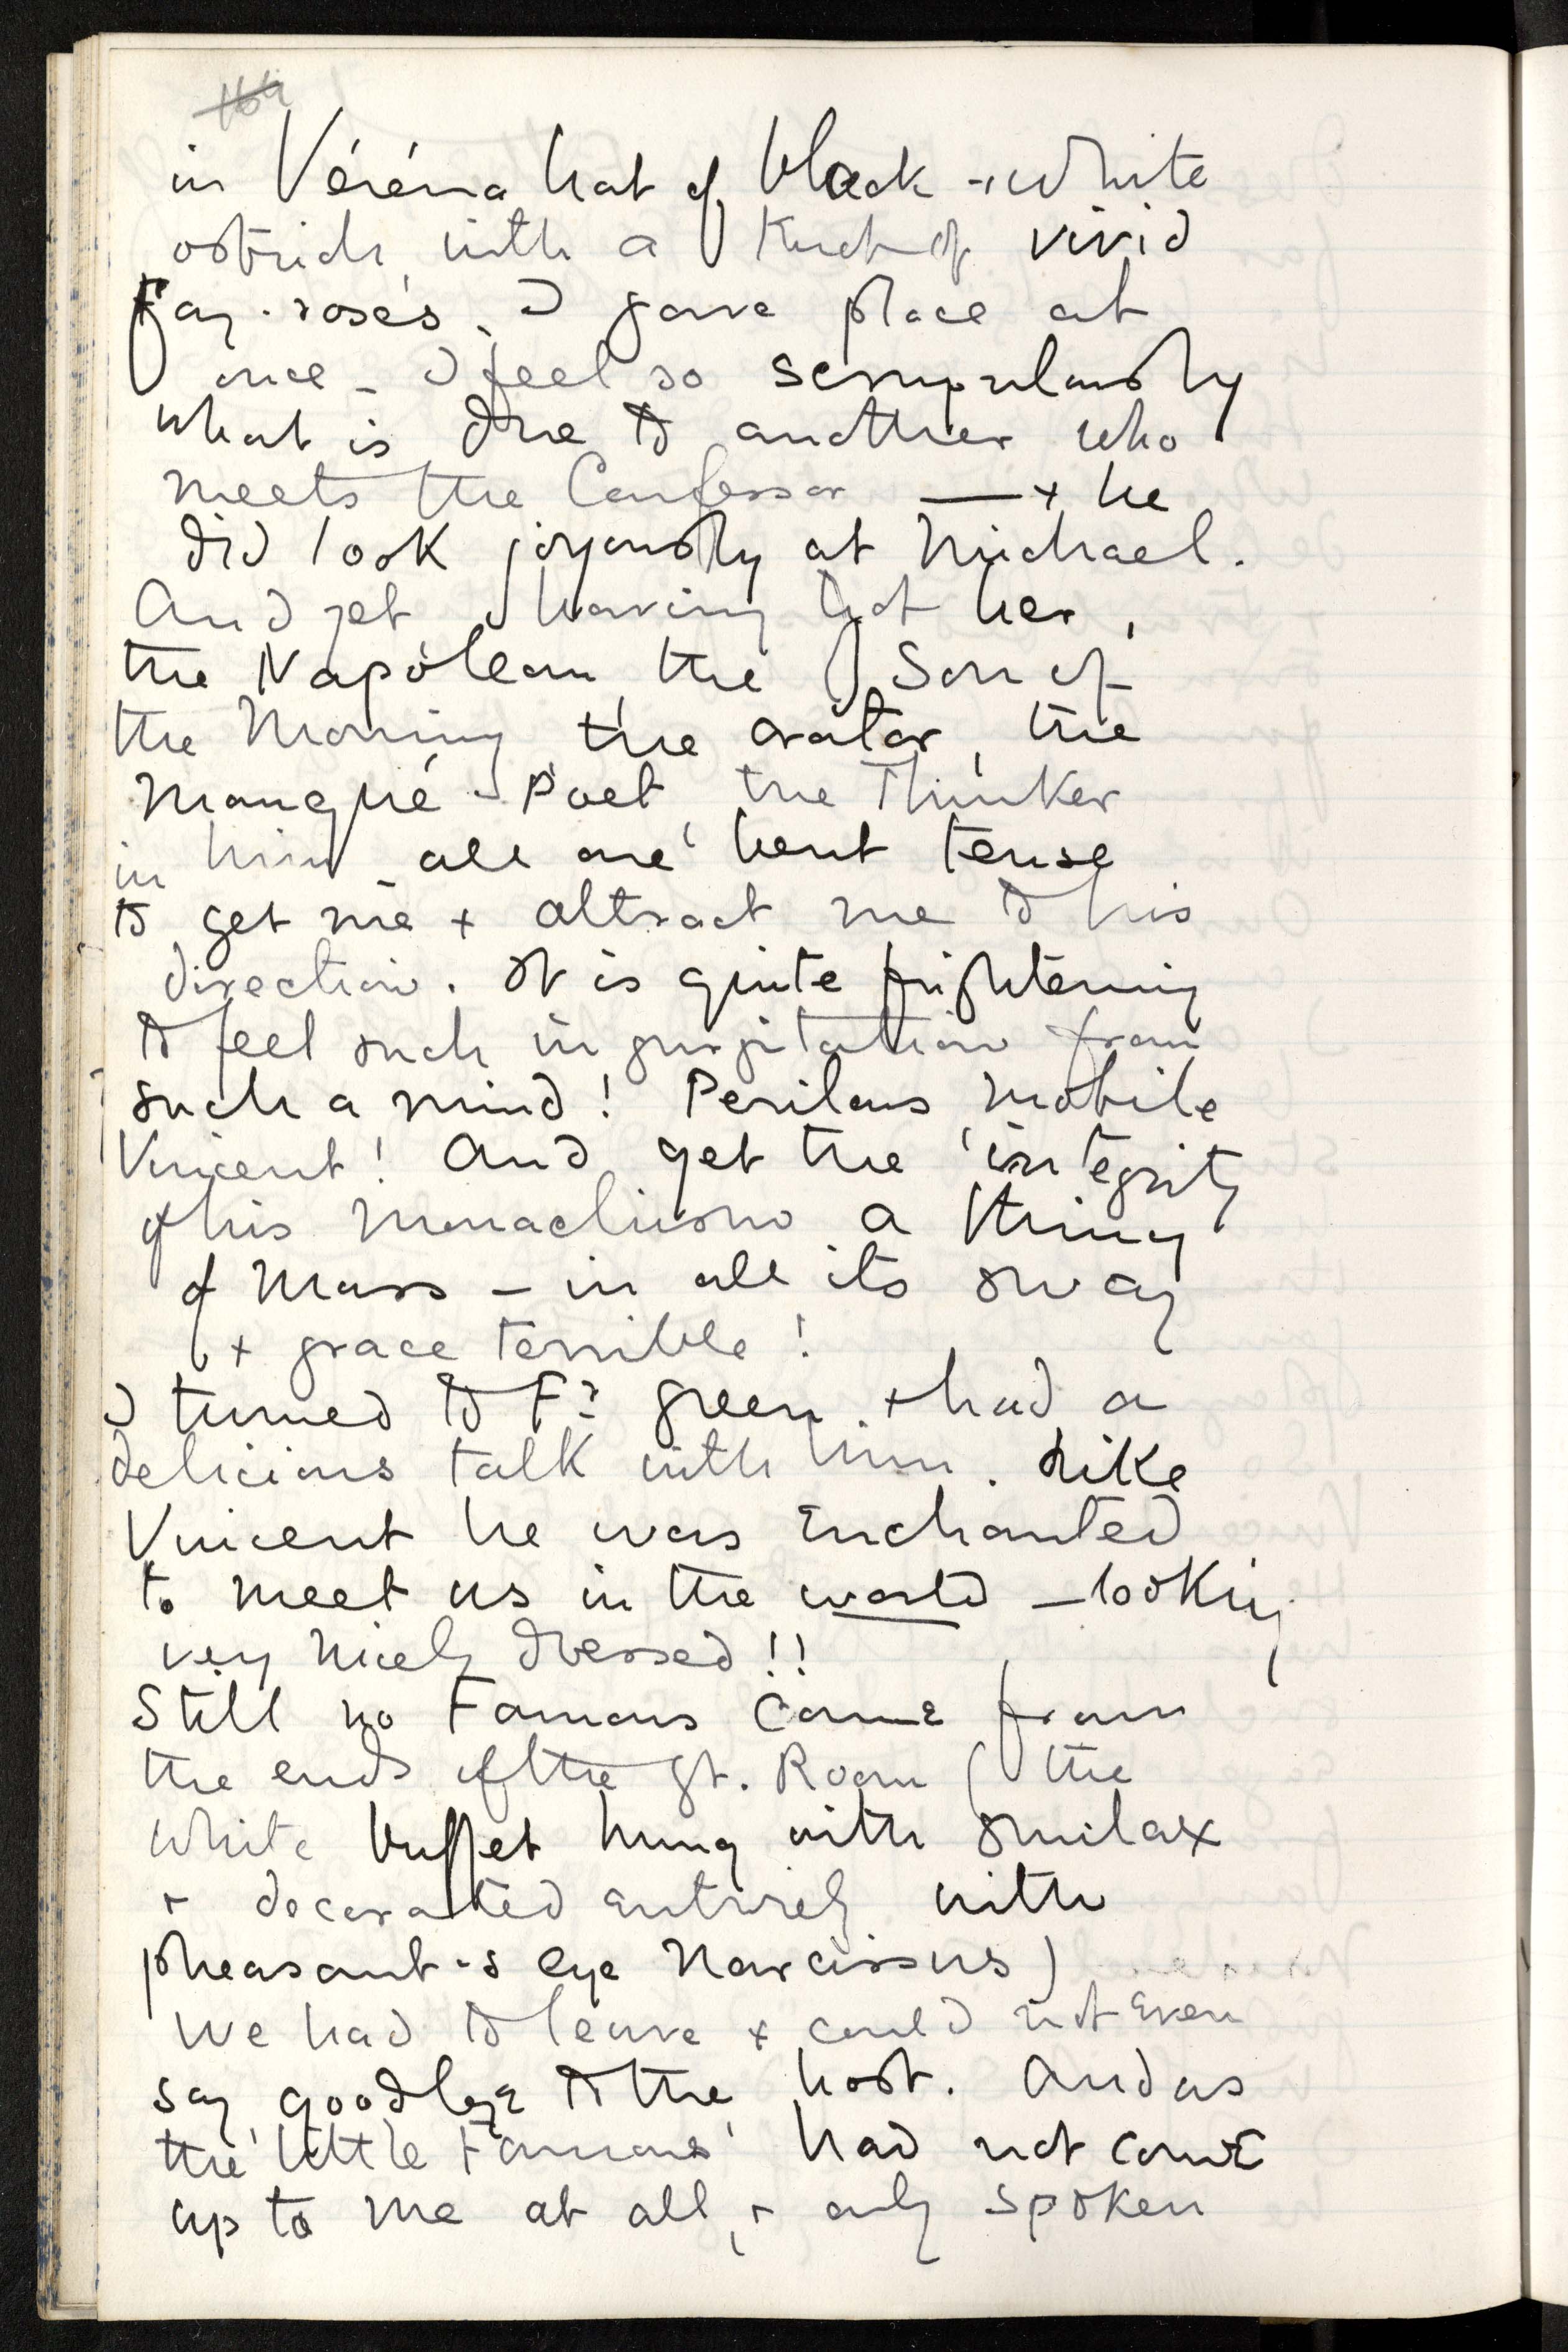 164
in Véréna hat of black + white
ostrich with a Knot of vivid
Fay-roses. I gave place at
once – I feel so scrupulously
what is due to another who
meets the Confessor — + he
did look joyously at Michael.
And yet, having got her,
the Napoleon, the Son of
the Morning, the orator, the
Manqué-Poet, the Thinker
in him all are bent tense
to get me + attract me to his
direction. It is quite frightening
to feel such ingurgitation from
such a mind! Perilous, mobile
Vincent! And yet the integrity
of his monachism a thing
of Mass – in all its sway
+ grace terrible!
I turned to Fr Green + had a
delicious talk with him. Like
Vincent he was enchanted
to meet us in the world – looking
very nicely dressed!!
Still no Famous came from
the ends of the gt. Room (the
white buffet hung with smilax
+ decorated entirely with
pheasant-s eye Narcissus)
We had to leave + could not even
say goodbye to the host. And as
the 'little Famous' had not come
up to me at all, + only spoken